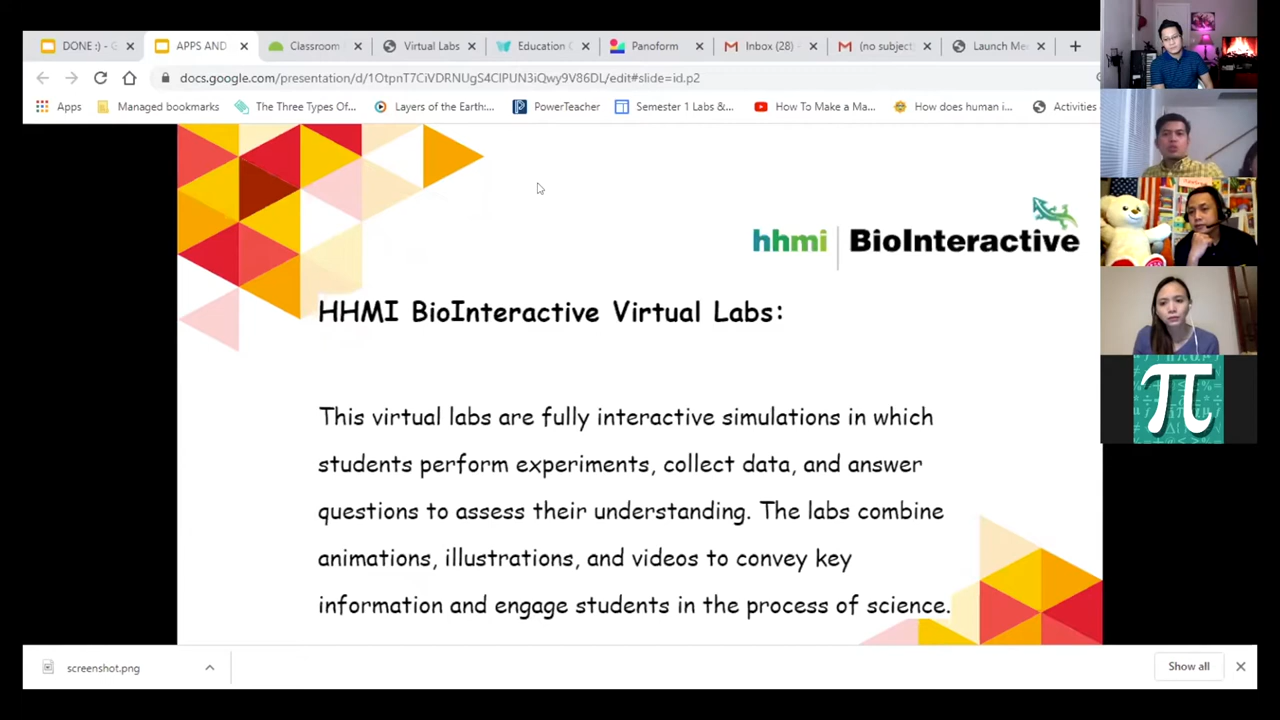 DONE :) - G
APPS AND
Classroom
Virtual Labs
Education
Panoform
Inbox (28)
(no subject
Launch Me
docs.google.com/presentation/d/1OtpnT7CiVDRNUgS4ClPUN3iQwy9V86DL/edit#slide=id.p2
Apps
Managed bookmarks
The Three Types Of...
Layers of the Earth:...
PowerTeacher
Semester 1 Labs &...
How To Make a Ma...
How does human i...
Activities
hhmi BioInteractive
HHMI BioInteractive Virtual Labs:
This virtual labs are fully interactive simulations in which
students perform experiments, collect data, and answer
questions to assess their understanding. The labs combine
animations, illustrations, and videos to convey key
information and engage students in the process of science.
π
screenshot.png
Show all